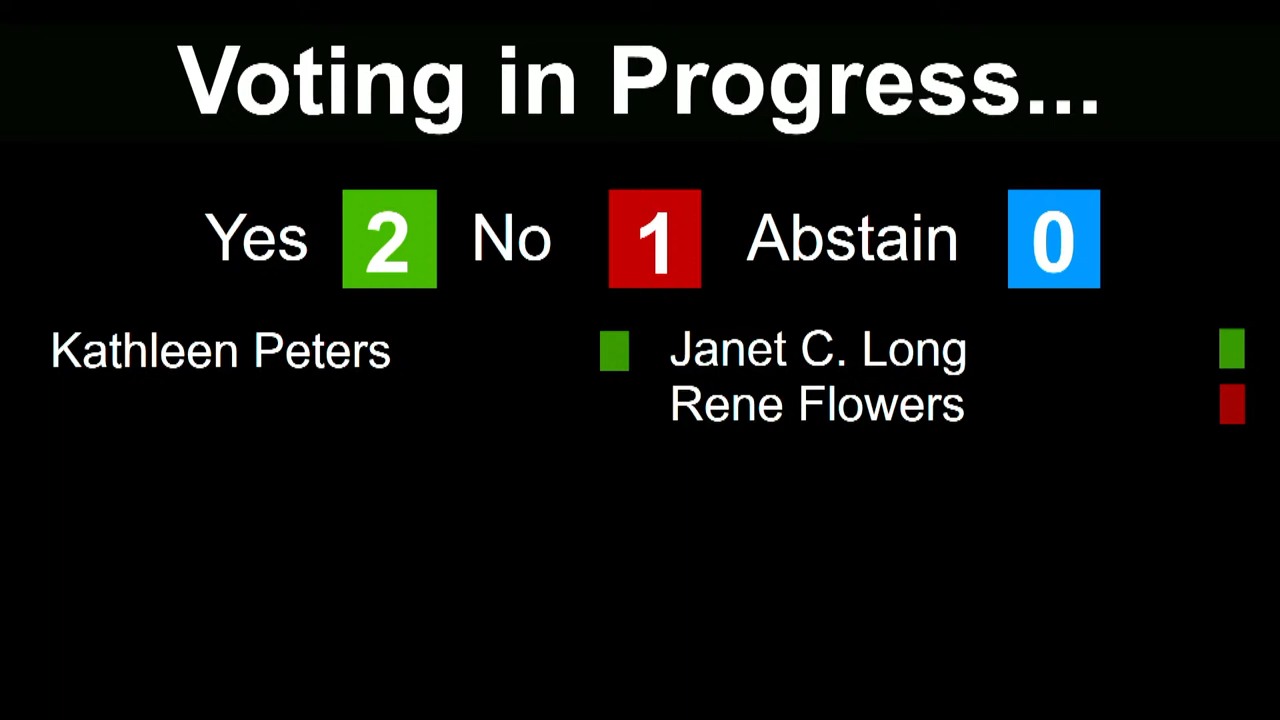 Voting in Progress...
Yes 2 No 1 Abstain 0
Kathleen Peters
Janet C. Long
Rene Flowers